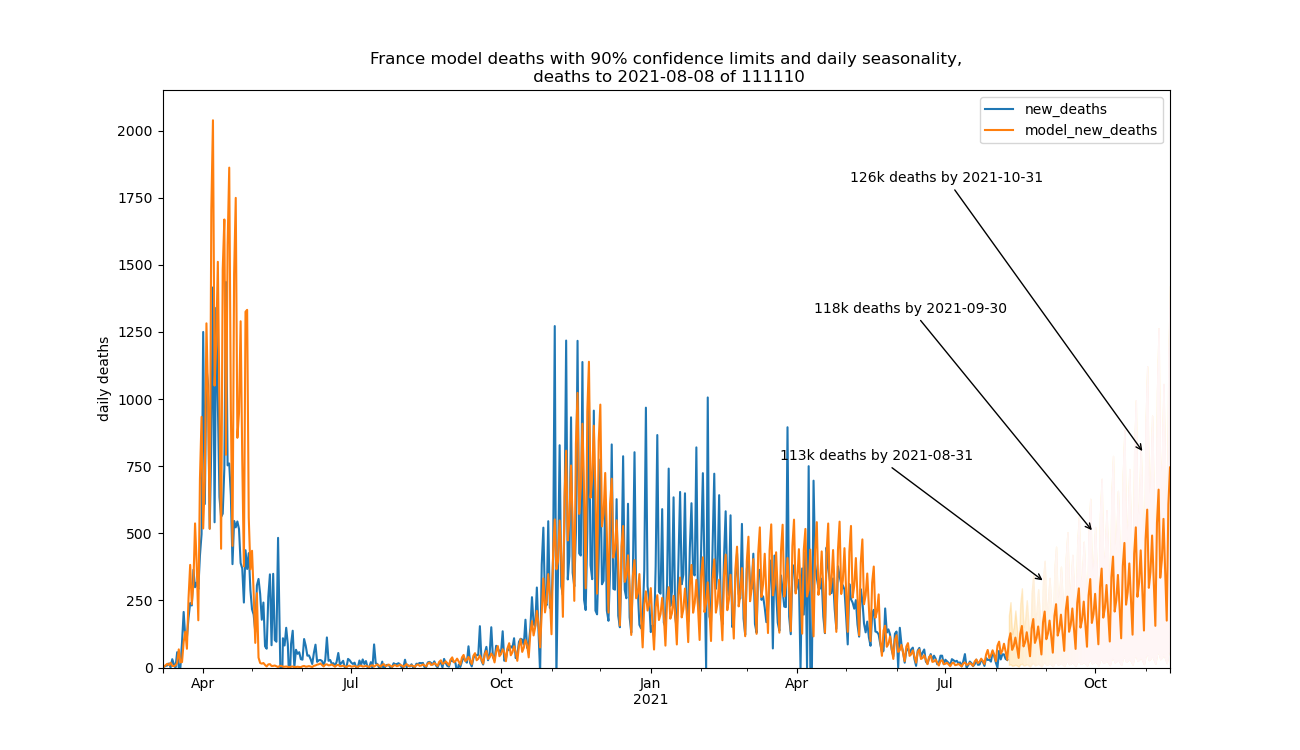 France model deaths with 90% confidence limits and daily seasonality,
deaths to 2021-08-08 of 111110
new_deaths
model_new_deaths
126k deaths by 2021-10-31
118k deaths by 2021-09-30
113k deaths by 2021-08-31
daily deaths
2000
1750
1500
1250
1000
750
500
250
0
Apr
Jul
Oct
Jan
2021
Apr
Jul
Oct